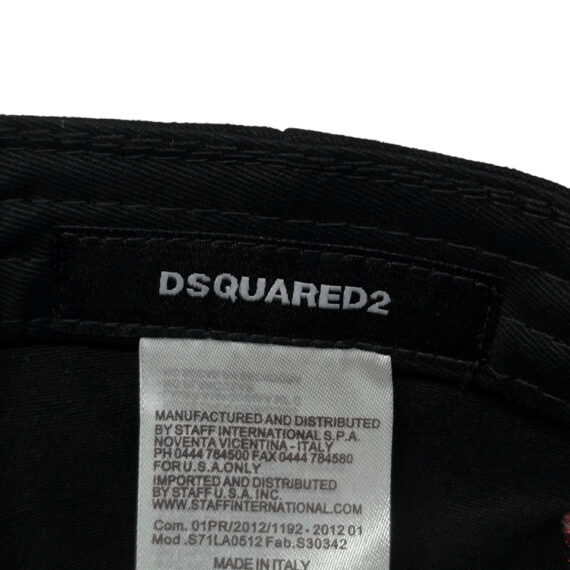 DSQUARED2
MANUFACTURED AND DISTRIBUTED
BY STAFF INTERNATIONAL S.P.A.
NOVENTA VICENTINA - ITALY
PH 0444 784500 FAX 0444 784580
FOR U.S.A. ONLY
IMPORTED AND DISTRIBUTED
BY STAFF U.S.A. INC.
WWW.STAFFINTERNATIONAL.COM
Com. 01PR/2012/1192 - 2012 01
Mod .S71LA0512 Fab.S30342
MADE IN ITALY